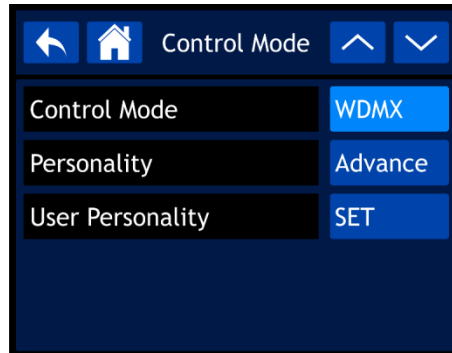 Control Mode
Control Mode WDMX
Personality Advance
User Personality SET